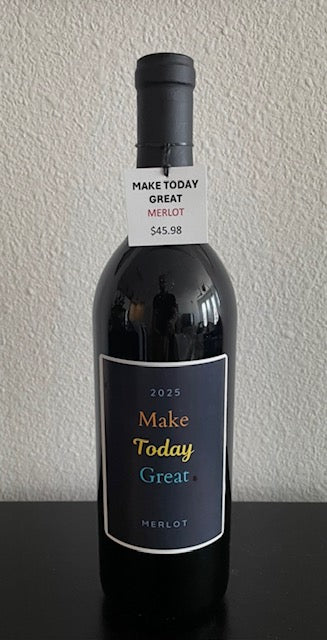 MAKE TODAY
GREAT
MERLOT
$45.98
2025
Make
Today
Great
MERLOT